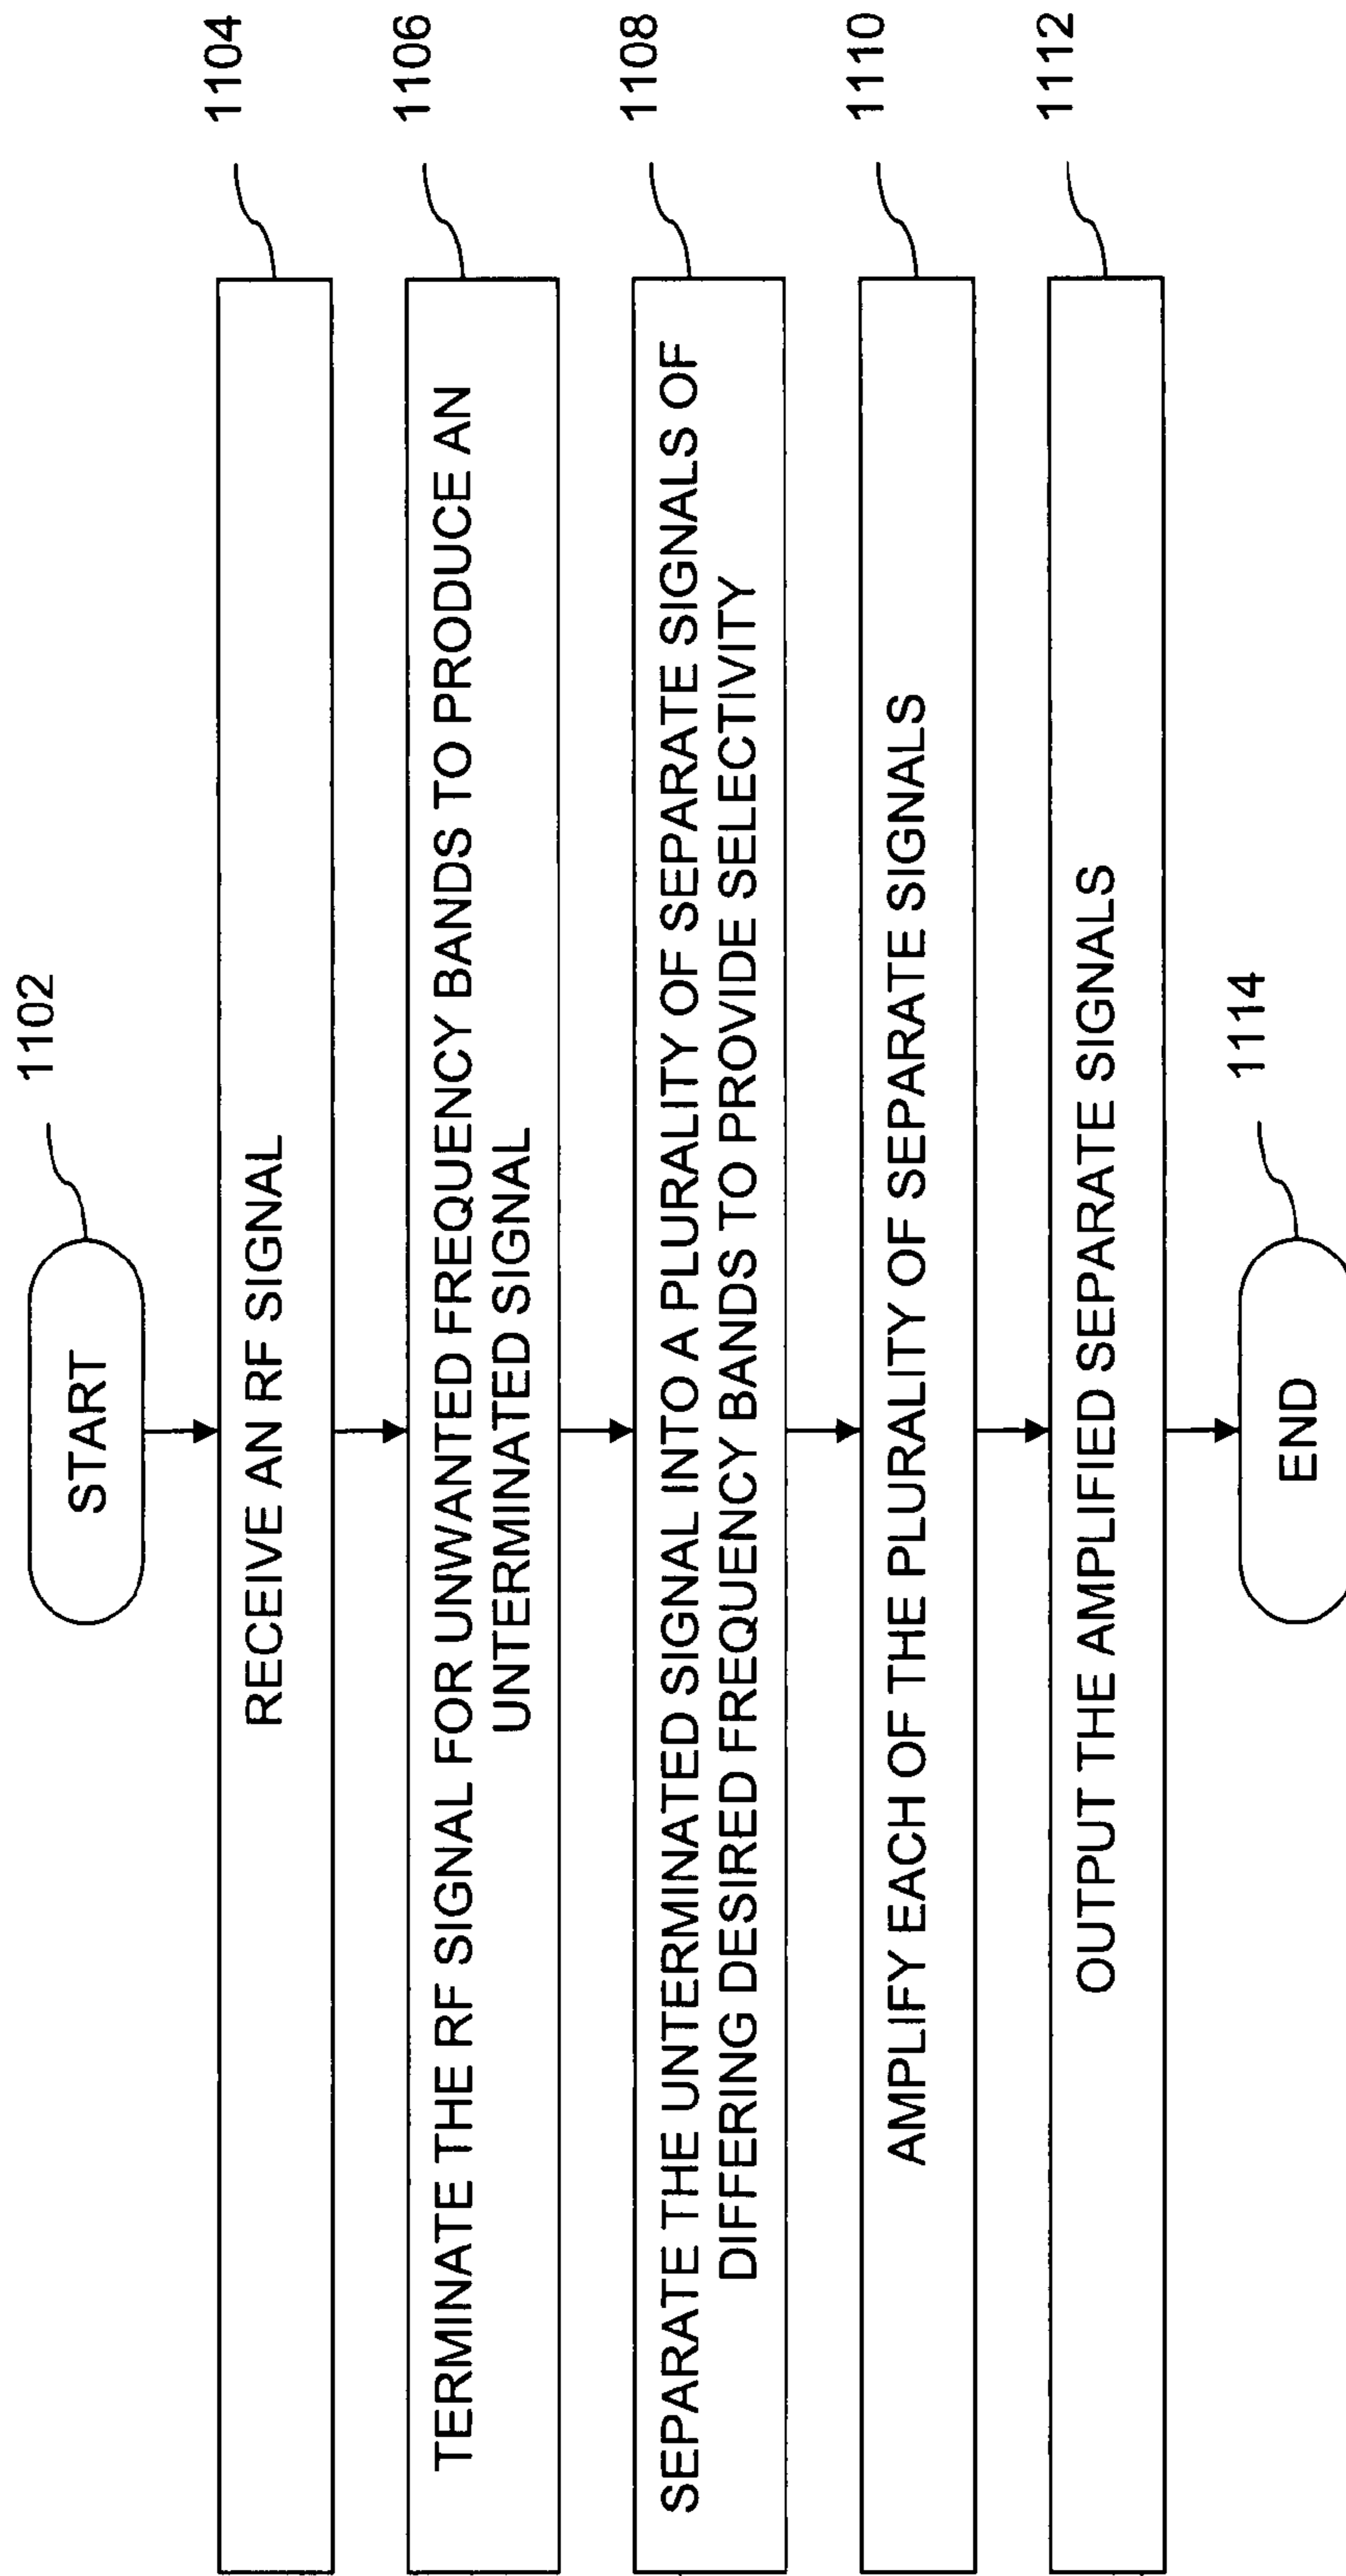 START
1102
RECEIVE AN RF SIGNAL
1104
TERMINATE THE RF SIGNAL FOR UNWANTED FREQUENCY BANDS TO PRODUCE AN
UNTERMINATED SIGNAL
1106
SEPARATE THE UNTERMINATED SIGNAL INTO A PLURALITY OF SEPARATE SIGNALS OF
DIFFERING DESIRED FREQUENCY BANDS TO PROVIDE SELECTIVITY
1108
AMPLIFY EACH OF THE PLURALITY OF SEPARATE SIGNALS
1110
OUTPUT THE AMPLIFIED SEPARATE SIGNALS
1112
END
1114